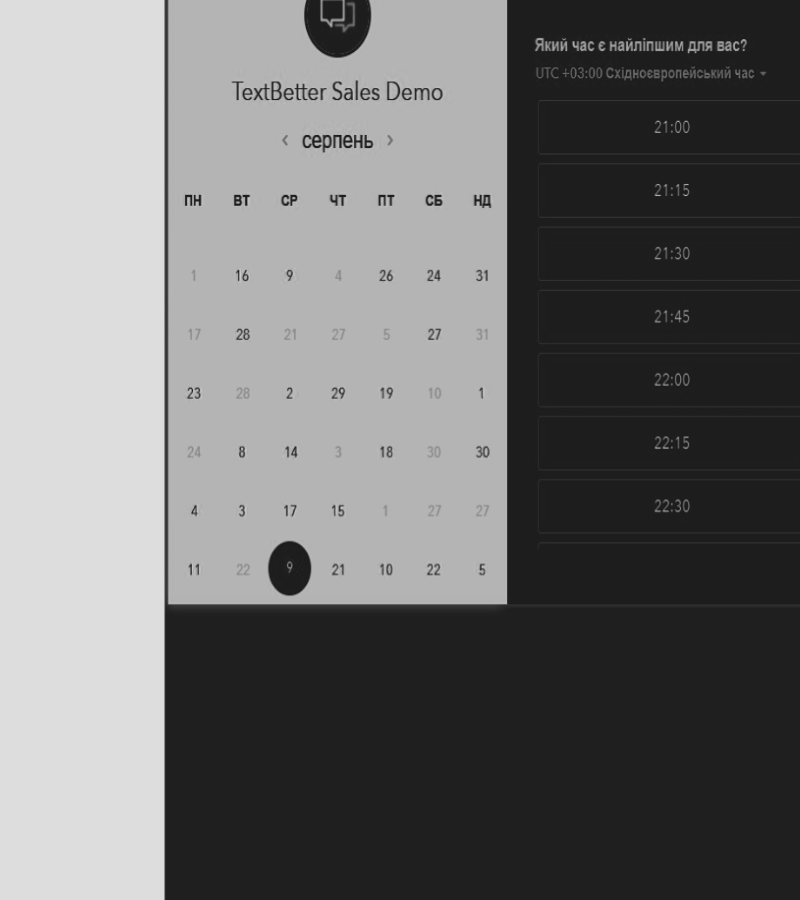 TextBetter Sales Demo
‹ серпень ›
ПН ВТ СР ЧТ ПТ СБ НД
1 16 9 4 26 24 31
17 28 21 27 5 27 31
23 28 2 29 19 10 1
24 8 14 3 18 30 30
4 3 17 15 1 27 27
11 22 9 21 10 22 5
Який час є найліпшим для вас?
UTC +03:00 Східноєвропейський час
21:00
21:15
21:30
21:45
22:00
22:15
22:30